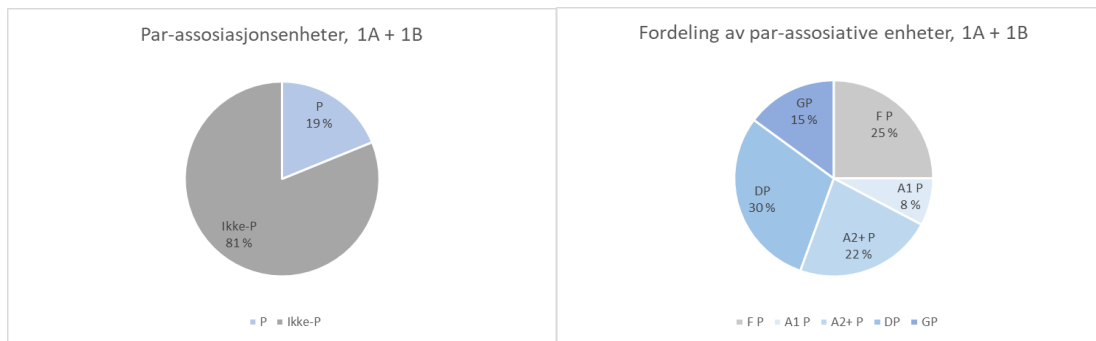 Par-assosiasjonsenheter, 1A + 1B
P
19 %
Ikke-P
81 %
P Ikke-P
Fordeling av par-assosiative enheter, 1A + 1B
GP
15 %
F P
25 %
A1 P
8 %
DP
30 %
A2+ P
22 %
F P A1 P A2+ P DP GP